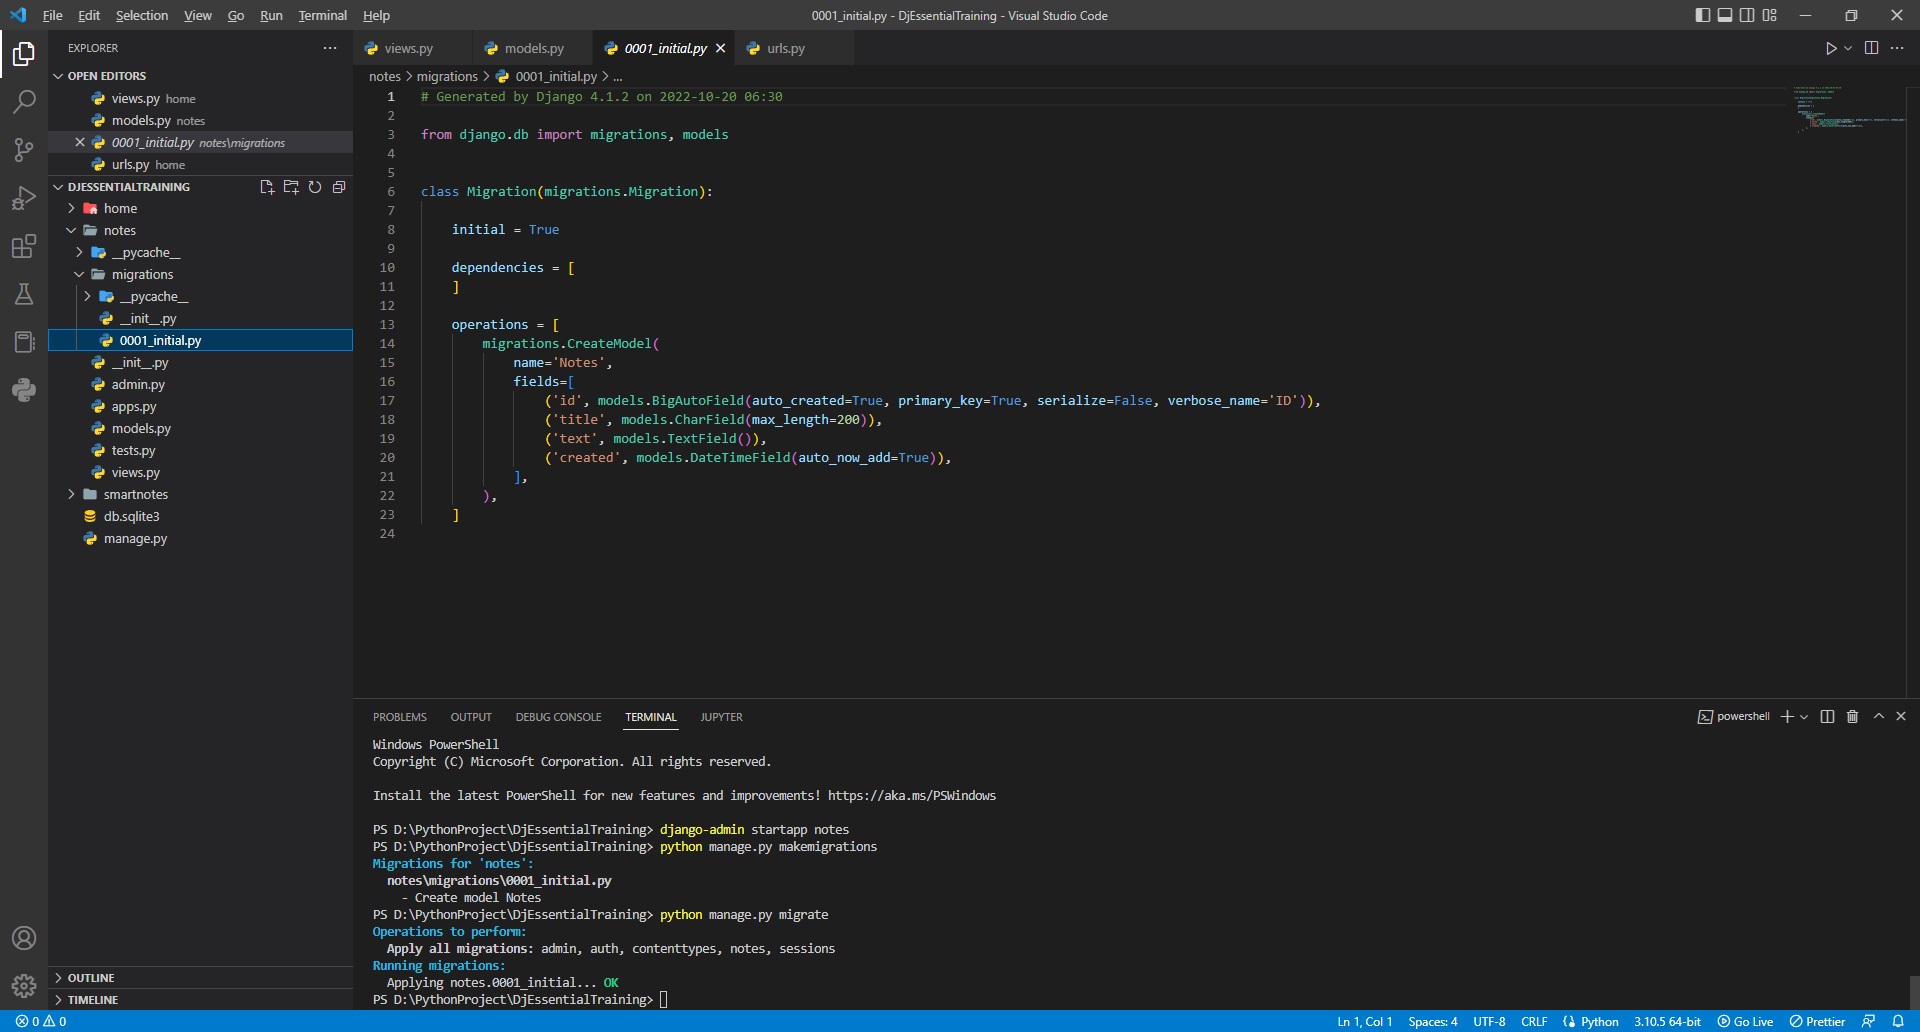 File Edit Selection View Go Run Terminal Help
0001_initial.py - DjEssentialTraining - Visual Studio Code
EXPLORER
OPEN EDITORS
views.py home
models.py notes
0001_initial.py notes\migrations
urls.py home
DJESSENTIALTRAINING
home
notes
__pycache__
migrations
__pycache__
__init__.py
0001_initial.py
__init__.py
admin.py
apps.py
models.py
tests.py
views.py
smartnotes
db.sqlite3
manage.py
OUTLINE
TIMELINE
views.py models.py 0001_initial.py urls.py
notes > migrations > 0001_initial.py > ...
1 # Generated by Django 4.1.2 on 2022-10-20 06:30
2
3 from django.db import migrations, models
4
5
6 class Migration(migrations.Migration):
7
8 initial = True
9
10 dependencies = [
11 ]
12
13 operations = [
14 migrations.CreateModel(
15 name='Notes',
16 fields=[
17 ('id', models.BigAutoField(auto_created=True, primary_key=True, serialize=False, verbose_name='ID')),
18 ('title', models.CharField(max_length=200)),
19 ('text', models.TextField()),
20 ('created', models.DateTimeField(auto_now_add=True)),
21 ],
22 ),
23 ]
24
PROBLEMS OUTPUT DEBUG CONSOLE TERMINAL JUPYTER
powershell
Windows PowerShell
Copyright (C) Microsoft Corporation. All rights reserved.
Install the latest PowerShell for new features and improvements! https://aka.ms/PSWindows
PS D:\PythonProject\DjEssentialTraining> django-admin startapp notes
PS D:\PythonProject\DjEssentialTraining> python manage.py makemigrations
Migrations for 'notes':
notes\migrations\0001_initial.py
- Create model Notes
PS D:\PythonProject\DjEssentialTraining> python manage.py migrate
Operations to perform:
Apply all migrations: admin, auth, contenttypes, notes, sessions
Running migrations:
Applying notes.0001_initial... OK
PS D:\PythonProject\DjEssentialTraining>
0 0
Ln 1, Col 1 Spaces: 4 UTF-8 CRLF Python 3.10.5 64-bit Go Live Prettier